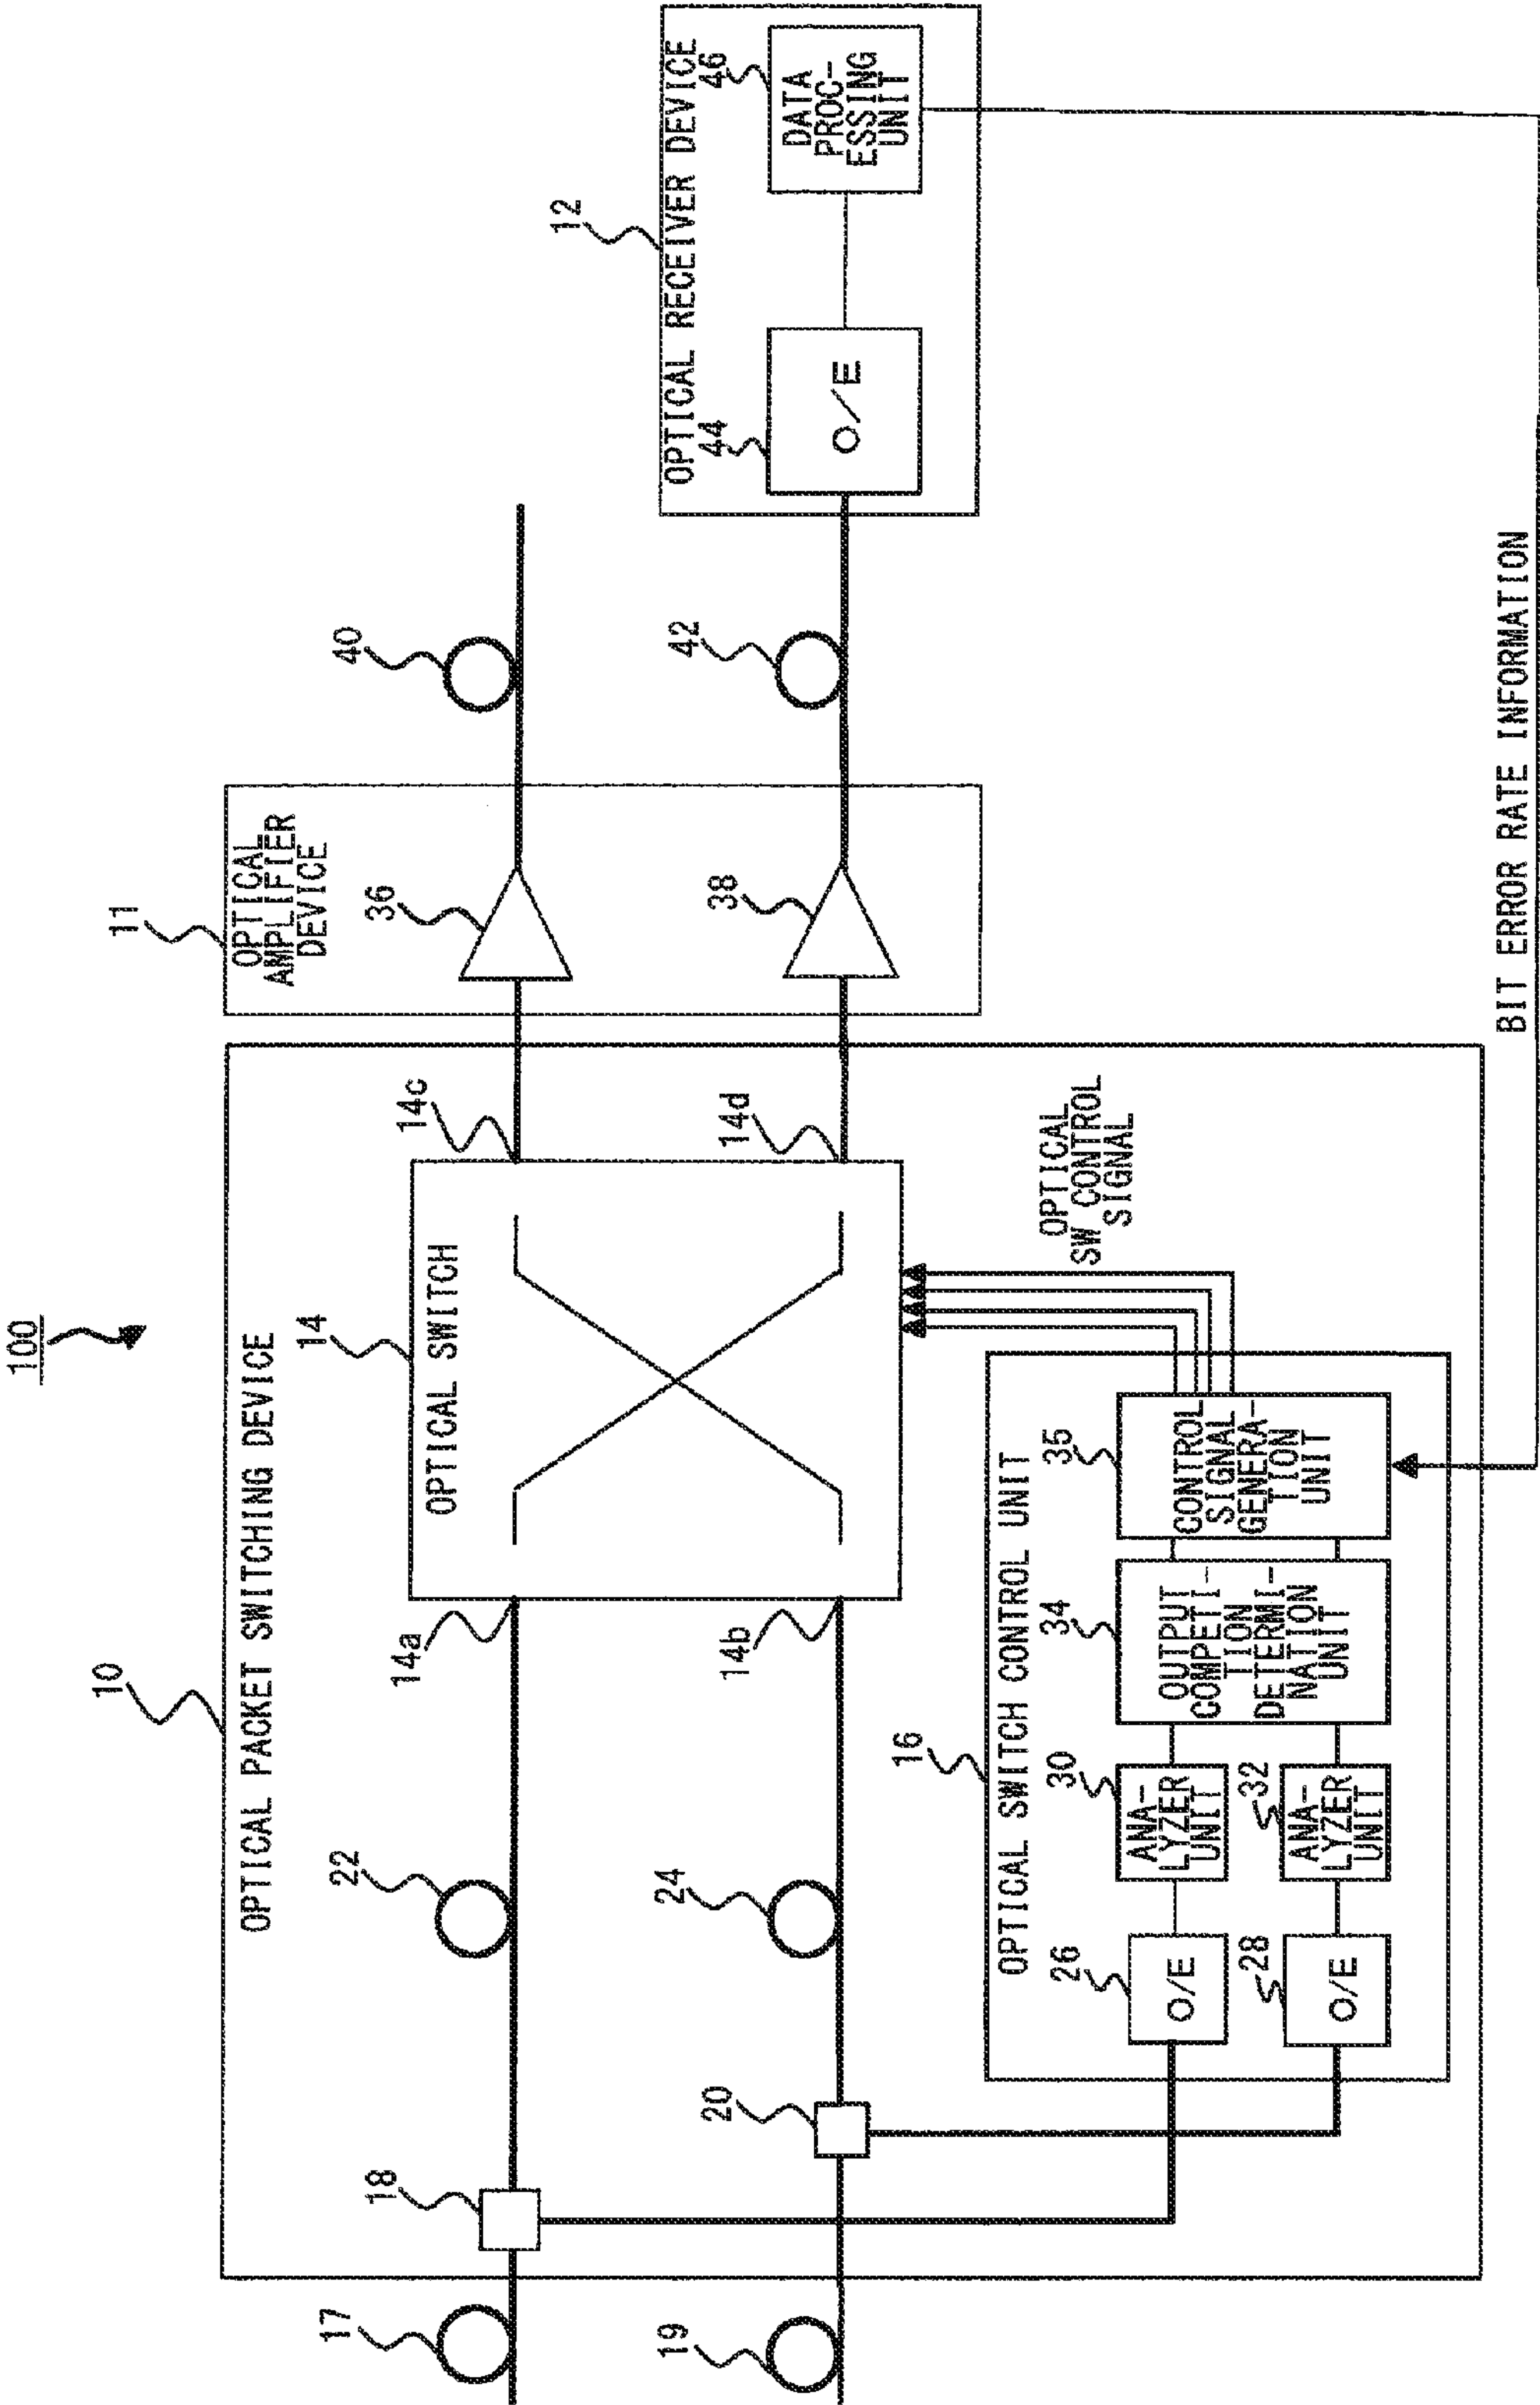 100
10
OPTICAL PACKET SWITCHING DEVICE
17
18
22
14a
14
OPTICAL SWITCH
14c
19
20
24
14b
14d
11
OPTICAL
AMPLIFIER
DEVICE
36
38
40
42
12
OPTICAL RECEIVER DEVICE
44
O/E
46
DATA
PROC-
ESSING
UNIT
16
OPTICAL SWITCH CONTROL UNIT
26
O/E
28
O/E
30
ANA-
LYZER
UNIT
32
ANA-
LYZER
UNIT
34
OUTPUT
COMPETI-
TION
DETERMI-
NATION
UNIT
35
CONTROL
SIGNAL
GENERA-
TION
UNIT
OPTICAL
SW CONTROL
SIGNAL
BIT ERROR RATE INFORMATION